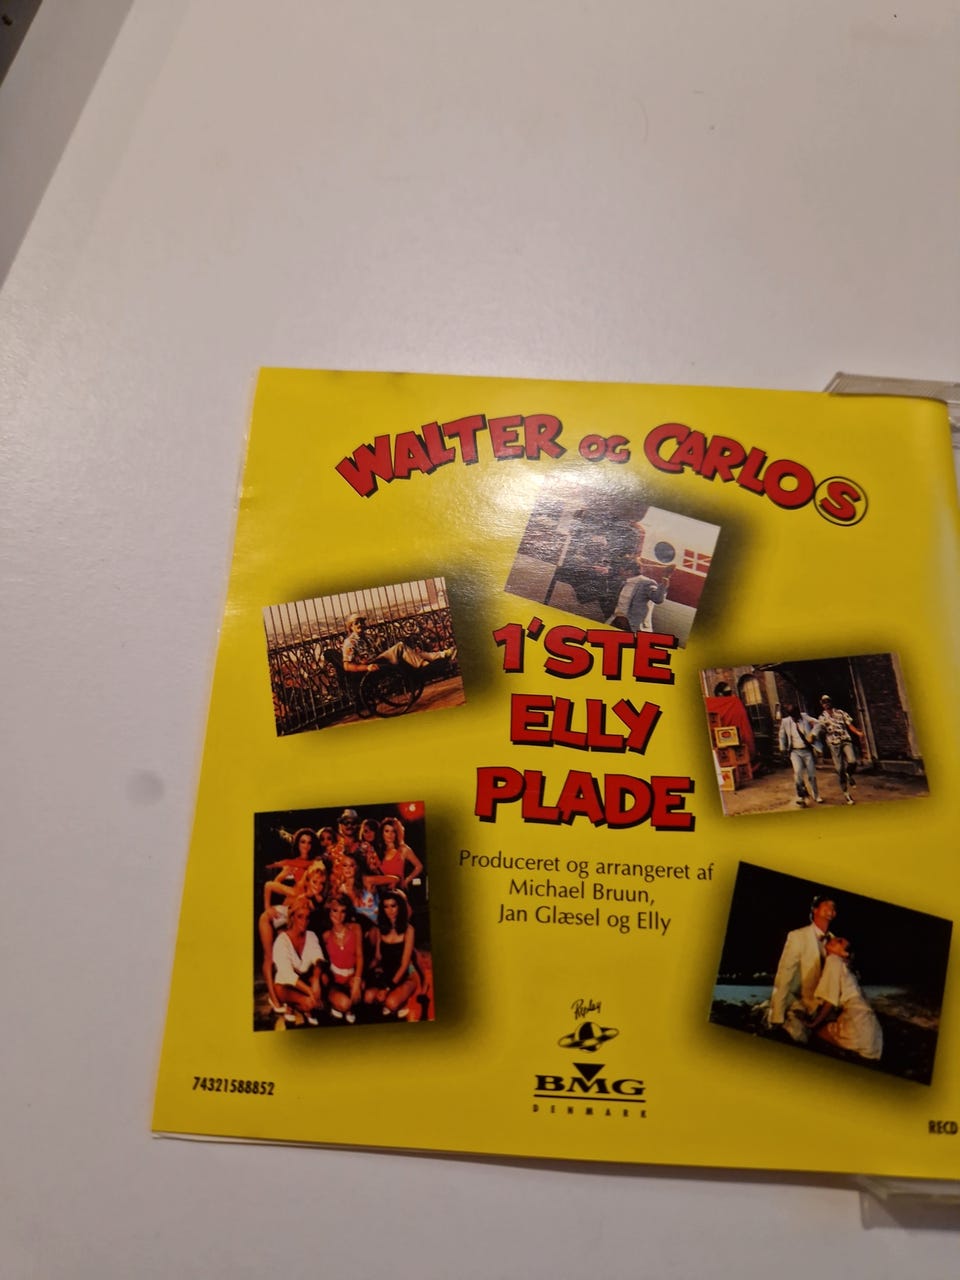 WALTER OG CARLOS
1'STE
ELLY
PLADE
Produceret og arrangeret af
Michael Bruun,
Jan Glæsel og Elly
Replay
BMG
DENMARK
74321588852
RECD